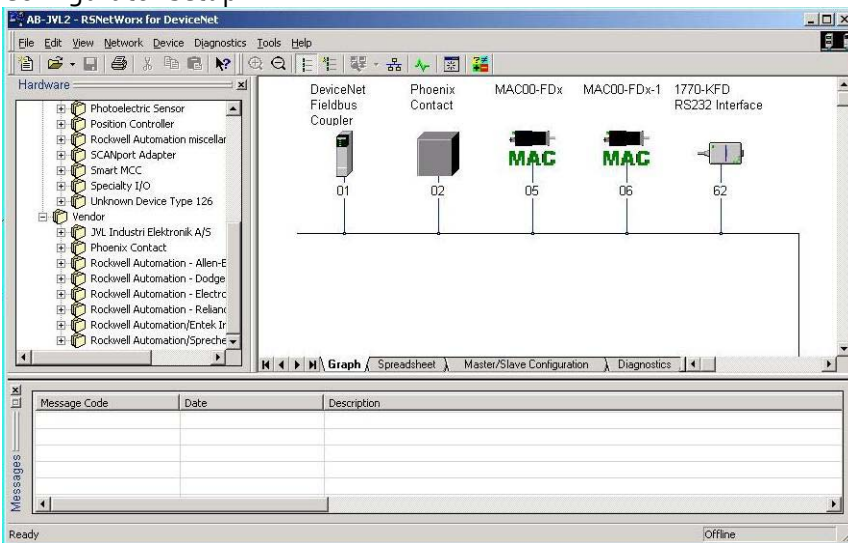 AB-JVL2 - RSNetWorx for DeviceNet
File Edit View Network Device Diagnostics Tools Help
Hardware
Photoelectric Sensor
Position Controller
Rockwell Automation miscellar
SCANport Adapter
Smart MCC
Specialty I/O
Unknown Device Type 126
Vendor
JVL Industri Elektronik A/S
Phoenix Contact
Rockwell Automation - Allen-E
Rockwell Automation - Dodge
Rockwell Automation - Electrc
Rockwell Automation - Relianc
Rockwell Automation/Entek Ir
Rockwell Automation/Spreche
DeviceNet
Fieldbus
Coupler
01
Phoenix
Contact
02
MAC00-FDx
MAC
05
MAC00-FDx-1
MAC
06
1770-KFD
RS232 Interface
62
Graph Spreadsheet Master/Slave Configuration Diagnostics
Messages
Message Code Date Description
Ready Offline